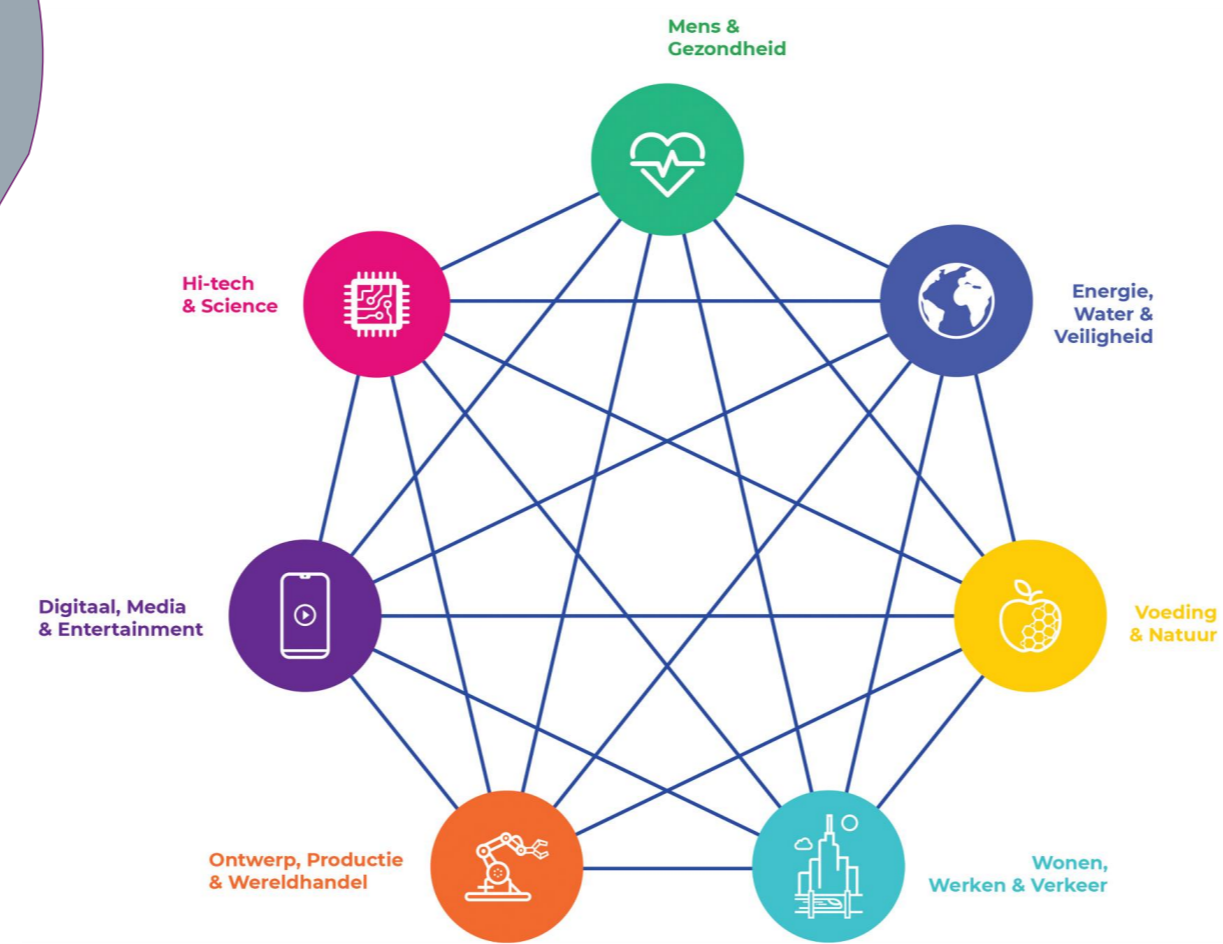 Mens &
Gezondheid
Hi-tech
& Science
Energie,
Water &
Veiligheid
Digitaal, Media
& Entertainment
Voeding
& Natuur
Ontwerp, Productie
& Wereldhandel
Wonen,
Werken & Verkeer